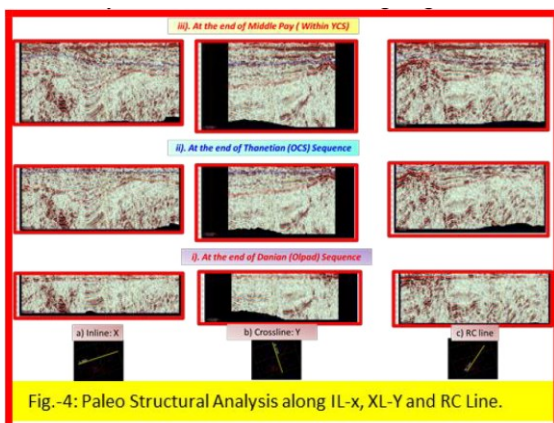 iii). At the end of Middle Pay ( Within YCS)
ii). At the end of Thanetian (OCS) Sequence
i). At the end of Danian (Olpad) Sequence
a) Inline: X
b) Crossline: Y
c) RC line
Fig.-4: Paleo Structural Analysis along IL-x, XL-Y and RC Line.